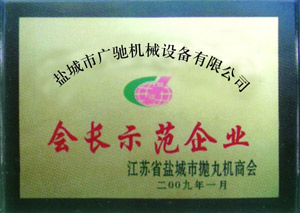 盐城市广驰机械设备有限公司
会长示范企业
江苏省盐城市抛丸机商会
二00九年一月